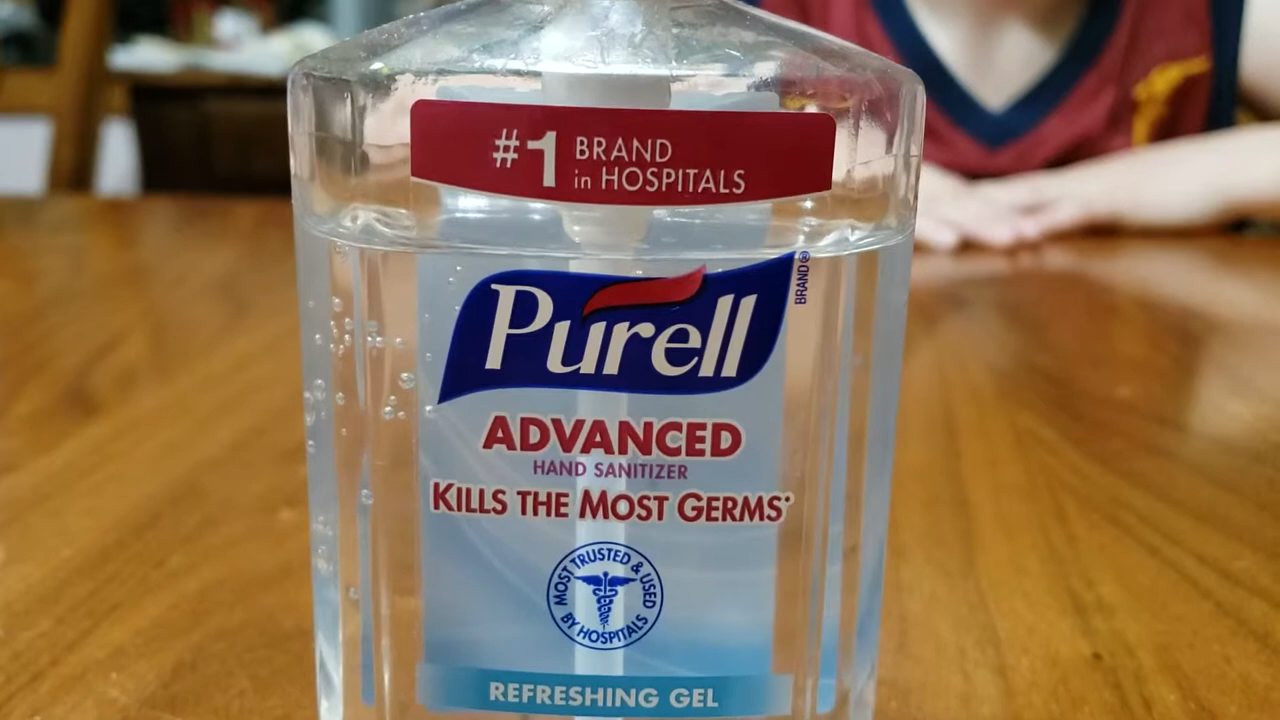 #1 BRAND
in HOSPITALS
Purell
BRAND®
ADVANCED
HAND SANITIZER
KILLS THE MOST GERMS*
MOST TRUSTED & USED
BY HOSPITALS
REFRESHING GEL